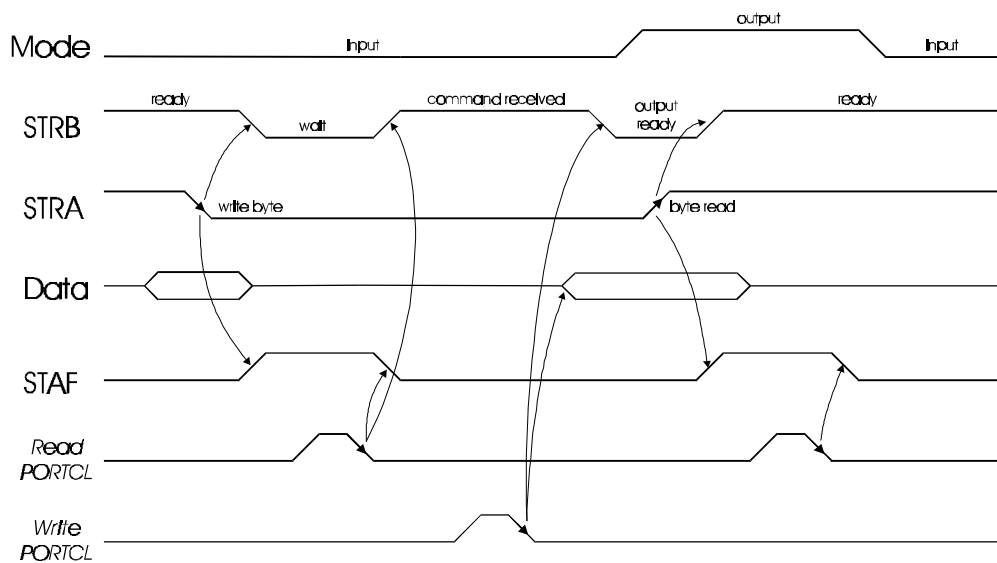 output
Mode
Input
Input
ready
command received
output
ready
ready
STRB
wait
STRA
write byte
byte read
Data
STAF
Read
PORTCL
Write
PORTCL